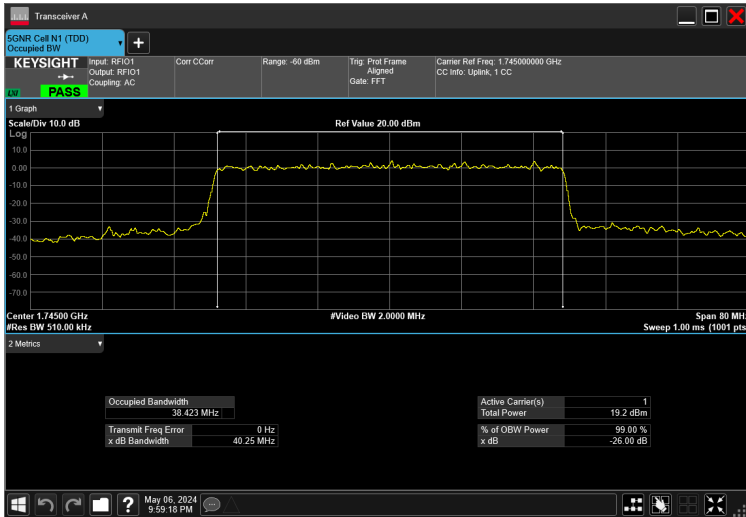 Transceiver A
5GNR Cell N1 (TDD)
Occupied BW
KEYSIGHT
Input: RFIO1
Output: RFIO1
Coupling: AC
Corr CCorr
Range: -60 dBm
Trig: Prot Frame
Aligned
Gate: FFT
Carrier Ref Freq: 1.745000000 GHz
CC Info: Uplink, 1 CC
LXI
PASS
1 Graph
Scale/Div 10.0 dB
Ref Value 20.00 dBm
Log
10.0
0.00
-10.0
-20.0
-30.0
-40.0
-50.0
-60.0
-70.0
Center 1.74500 GHz
#Video BW 2.0000 MHz
Span 80 MH
#Res BW 510.00 kHz
Sweep 1.00 ms (1001 pts
2 Metrics
Occupied Bandwidth
38.423 MHz
Transmit Freq Error 0 Hz
x dB Bandwidth 40.25 MHz
Active Carrier(s) 1
Total Power 19.2 dBm
% of OBW Power 99.00 %
x dB -26.00 dB
?
May 06, 2024
9:59:18 PM